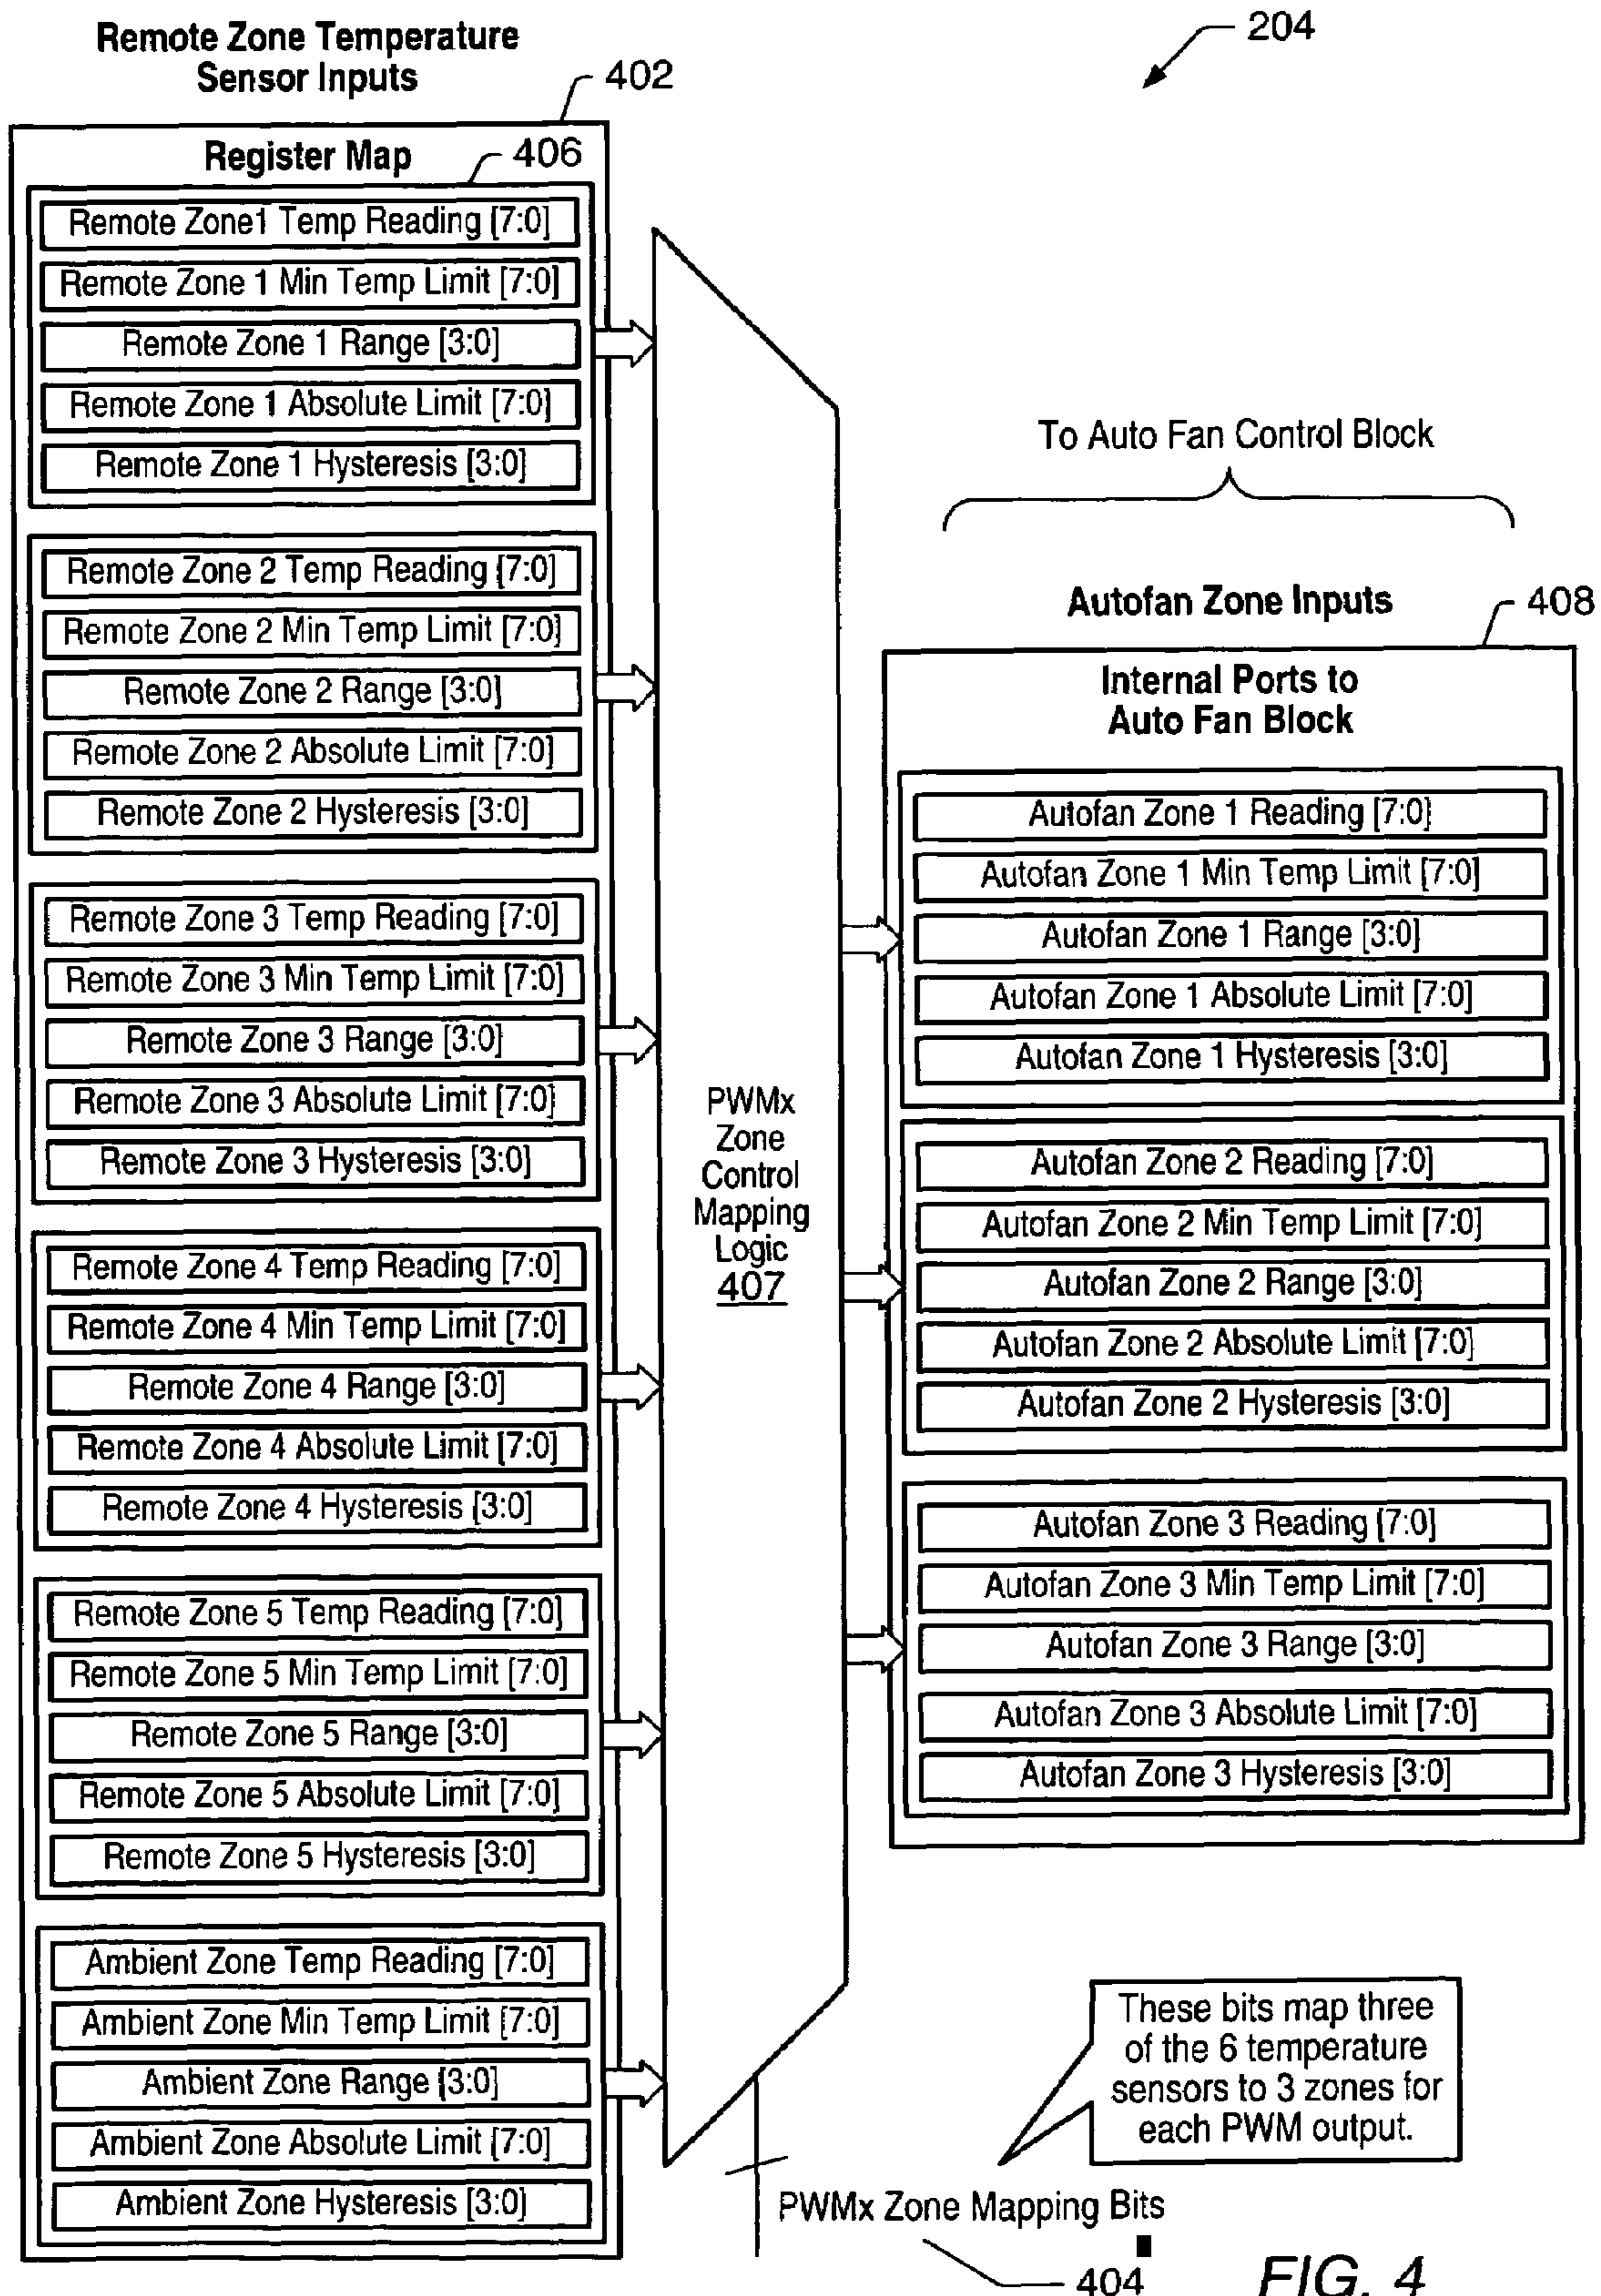 204
Remote Zone Temperature
Sensor Inputs
402
Register Map
406
Remote Zone1 Temp Reading [7:0]
Remote Zone 1 Min Temp Limit [7:0]
Remote Zone 1 Range [3:0]
Remote Zone 1 Absolute Limit [7:0]
Remote Zone 1 Hysteresis [3:0]
Remote Zone 2 Temp Reading [7:0]
Remote Zone 2 Min Temp Limit [7:0]
Remote Zone 2 Range [3:0]
Remote Zone 2 Absolute Limit [7:0]
Remote Zone 2 Hysteresis [3:0]
Remote Zone 3 Temp Reading [7:0]
Remote Zone 3 Min Temp Limit [7:0]
Remote Zone 3 Range [3:0]
Remote Zone 3 Absolute Limit [7:0]
Remote Zone 3 Hysteresis [3:0]
Remote Zone 4 Temp Reading [7:0]
Remote Zone 4 Min Temp Limit [7:0]
Remote Zone 4 Range [3:0]
Remote Zone 4 Absolute Limit [7:0]
Remote Zone 4 Hysteresis [3:0]
Remote Zone 5 Temp Reading [7:0]
Remote Zone 5 Min Temp Limit [7:0]
Remote Zone 5 Range [3:0]
Remote Zone 5 Absolute Limit [7:0]
Remote Zone 5 Hysteresis [3:0]
Ambient Zone Temp Reading [7:0]
Ambient Zone Min Temp Limit [7:0]
Ambient Zone Range [3:0]
Ambient Zone Absolute Limit [7:0]
Ambient Zone Hysteresis [3:0]
PWMx
Zone
Control
Mapping
Logic
407
To Auto Fan Control Block
Autofan Zone Inputs
408
Internal Ports to
Auto Fan Block
Autofan Zone 1 Reading [7:0]
Autofan Zone 1 Min Temp Limit [7:0]
Autofan Zone 1 Range [3:0]
Autofan Zone 1 Absolute Limit [7:0]
Autofan Zone 1 Hysteresis [3:0]
Autofan Zone 2 Reading [7:0]
Autofan Zone 2 Min Temp Limit [7:0]
Autofan Zone 2 Range [3:0]
Autofan Zone 2 Absolute Limit [7:0]
Autofan Zone 2 Hysteresis [3:0]
Autofan Zone 3 Reading [7:0]
Autofan Zone 3 Min Temp Limit [7:0]
Autofan Zone 3 Range [3:0]
Autofan Zone 3 Absolute Limit [7:0]
Autofan Zone 3 Hysteresis [3:0]
These bits map three
of the 6 temperature
sensors to 3 zones for
each PWM output.
PWMx Zone Mapping Bits
404
FIG. 4